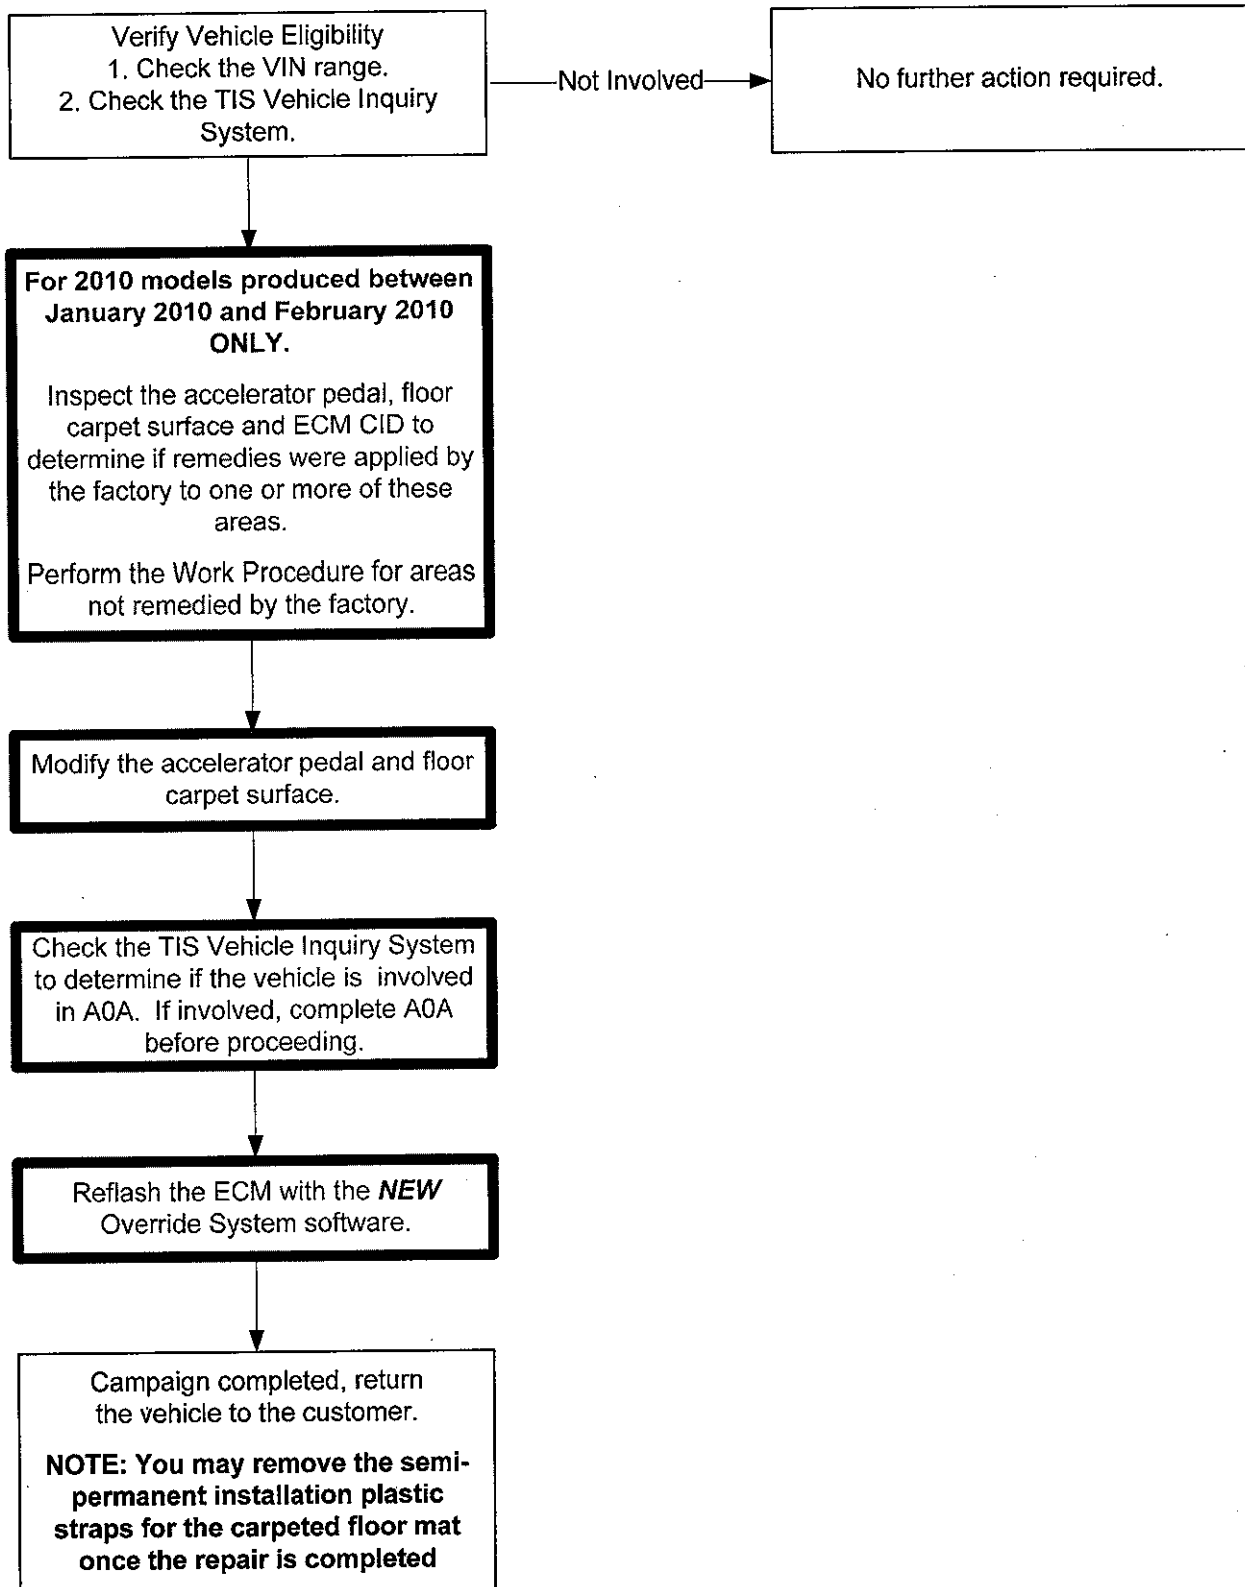 Verify Vehicle Eligibility
1. Check the VIN range.
2. Check the TIS Vehicle Inquiry
System.
Not Involved
No further action required.
For 2010 models produced between
January 2010 and February 2010
ONLY.
Inspect the accelerator pedal, floor
carpet surface and ECM CID to
determine if remedies were applied by
the factory to one or more of these
areas.
Perform the Work Procedure for areas
not remedied by the factory.
Modify the accelerator pedal and floor
carpet surface.
Check the TIS Vehicle Inquiry System
to determine if the vehicle is involved
in A0A. If involved, complete A0A
before proceeding.
Reflash the ECM with the NEW
Override System software.
Campaign completed, return
the vehicle to the customer.
NOTE: You may remove the semi-
permanent installation plastic
straps for the carpeted floor mat
once the repair is completed